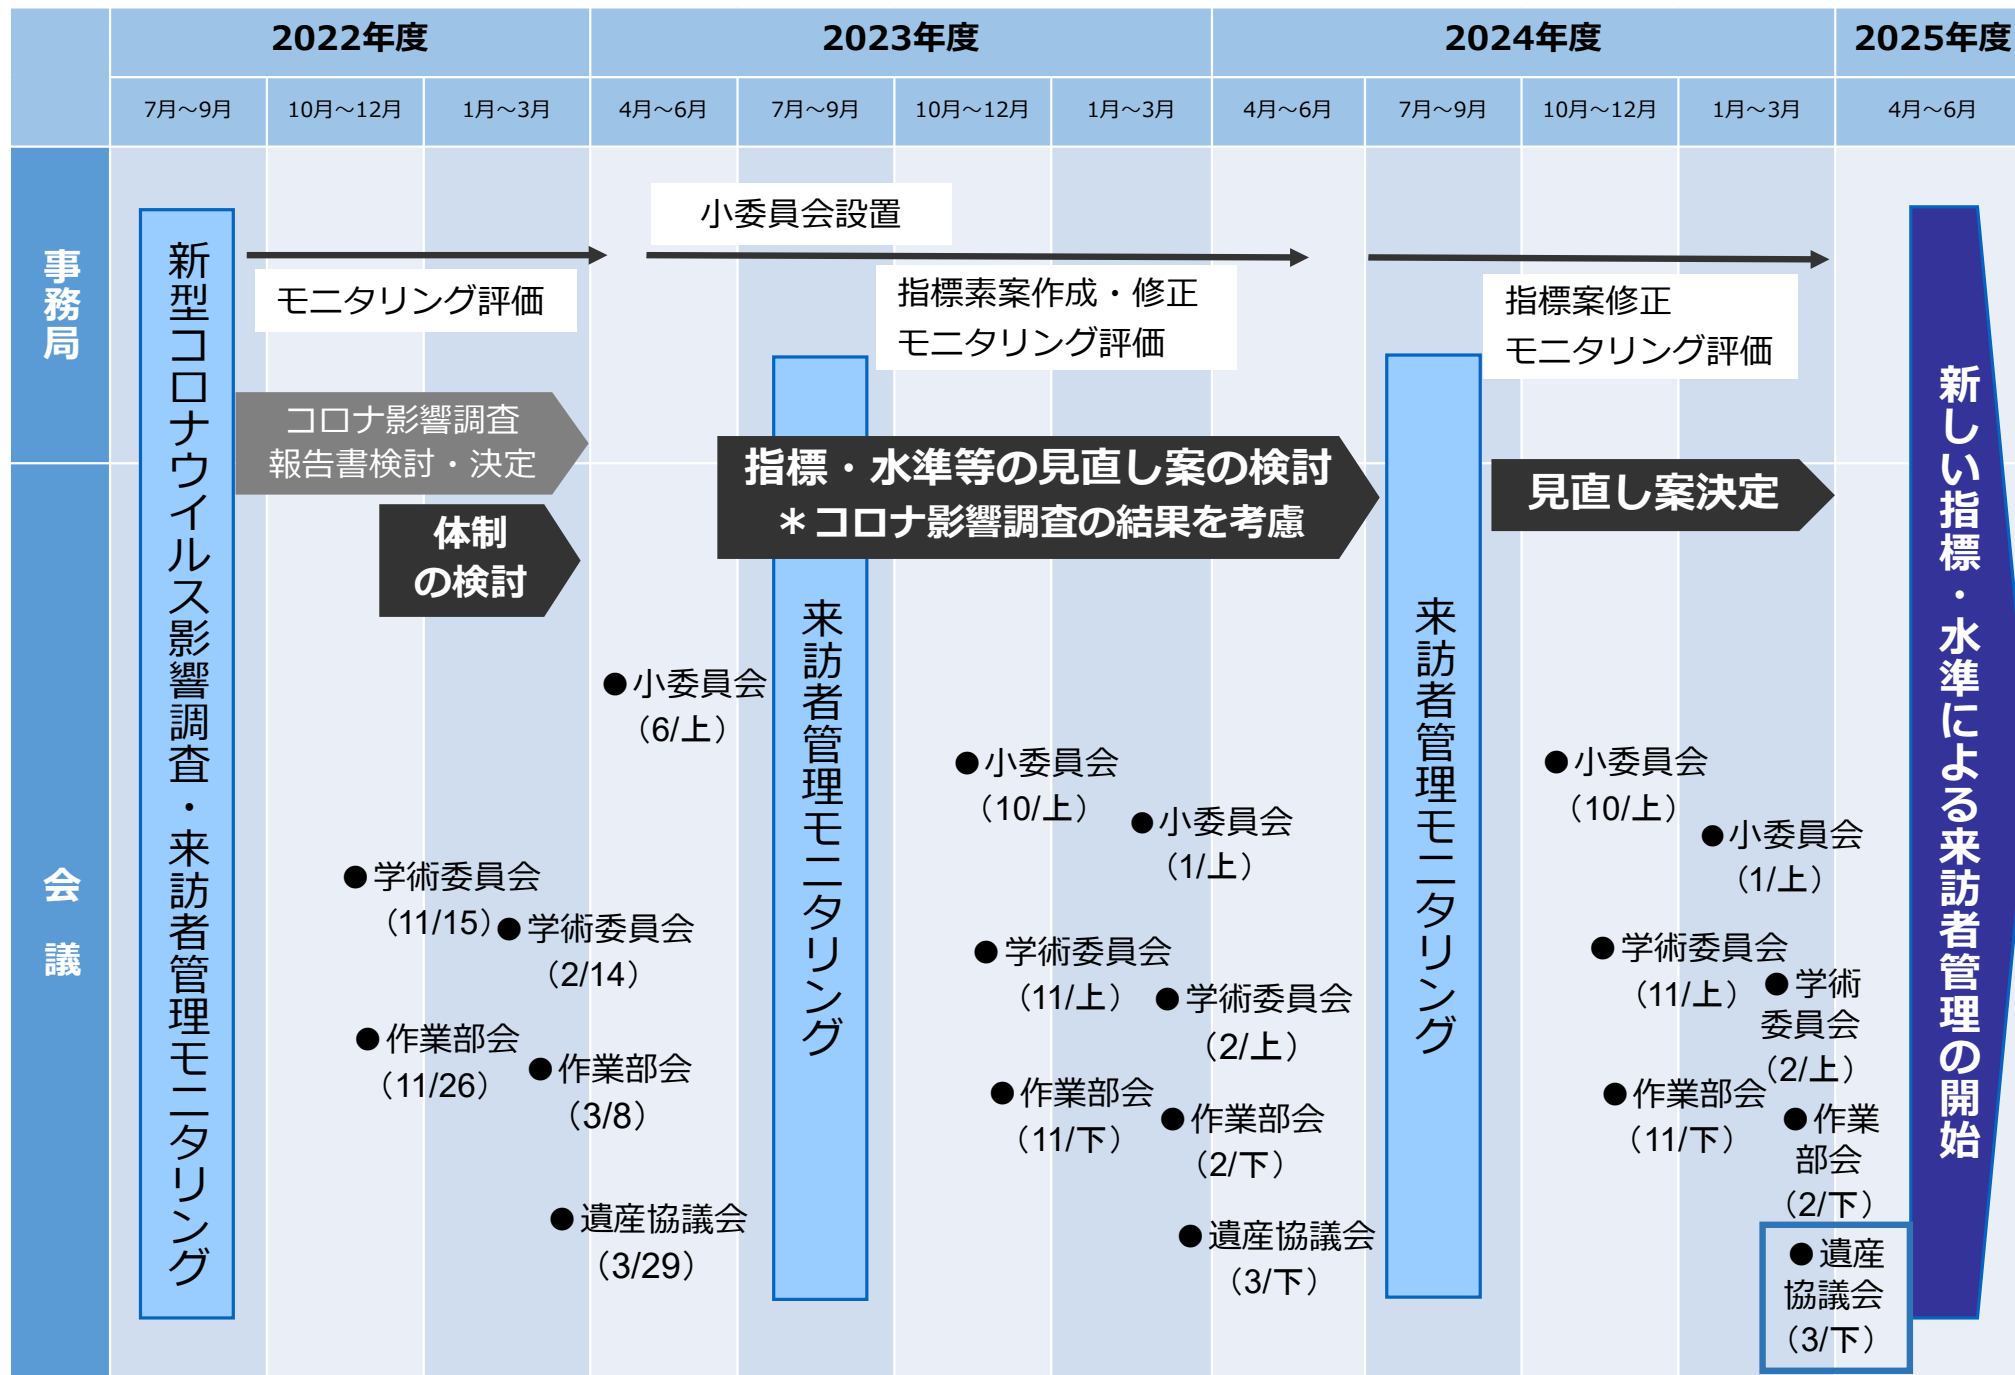 2022年度
2023年度
2024年度
2025年度
7月～9月
10月～12月
1月～3月
4月～6月
7月～9月
10月～12月
1月～3月
4月～6月
7月～9月
10月～12月
1月～3月
4月～6月
事務局
会 議
新型コロナウイルス影響調査・来訪者管理モニタリング
モニタリング評価
小委員会設置
指標素案作成・修正
モニタリング評価
指標案修正
モニタリング評価
コロナ影響調査
報告書検討・決定
体制
の検討
指標・水準等の見直し案の検討
＊コロナ影響調査の結果を考慮
見直し案決定
来訪者管理モニタリング
来訪者管理モニタリング
新しい指標・水準による来訪者管理の開始
●小委員会
（6/上）
●小委員会
（10/上）
●小委員会
（1/上）
●小委員会
（10/上）
●小委員会
（1/上）
●学術委員会
（11/15）
●学術委員会
（2/14）
●学術委員会
（11/上）
●学術委員会
（2/上）
●学術委員会
（11/上）
●学術
委員会
（2/上）
●作業部会
（11/26）
●作業部会
（3/8）
●作業部会
（11/下）
●作業部会
（2/下）
●作業部会
（11/下）
●作業
部会
（2/下）
●遺産協議会
（3/29）
●遺産協議会
（3/下）
●遺産
協議会
（3/下）